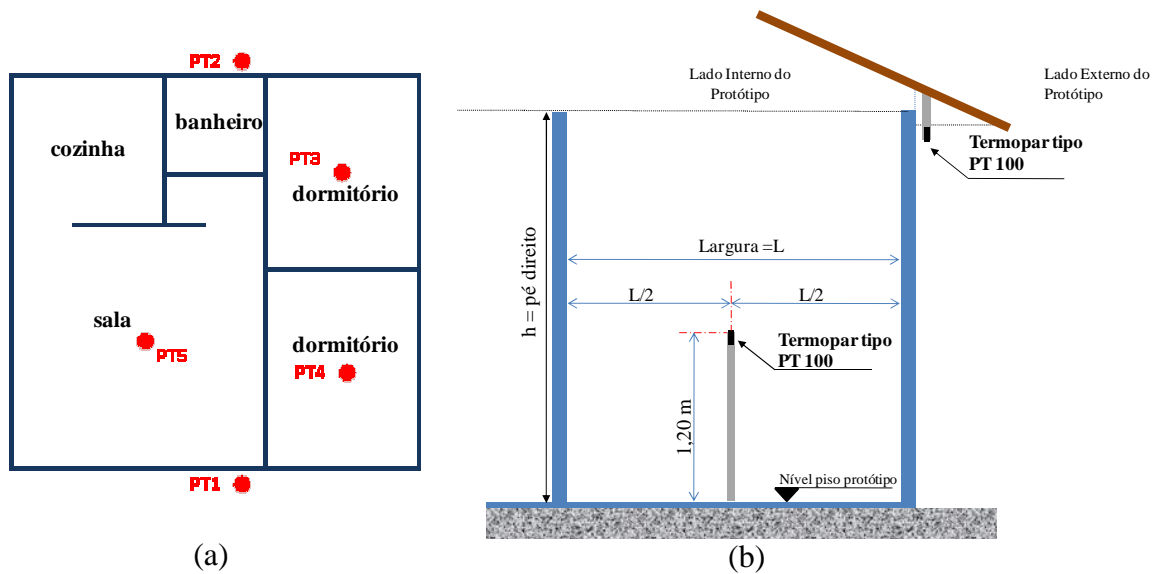 PT2
banheiro
cozinha
PT3
dormitório
sala
PT5
dormitório
PT4
PT1
(a)
Lado Interno do
Protótipo
Lado Externo do
Protótipo
Termopar tipo
PT 100
h = pé direito
Largura =L
L/2
L/2
Termopar tipo
PT 100
1,20 m
Nível piso protótipo
(b)